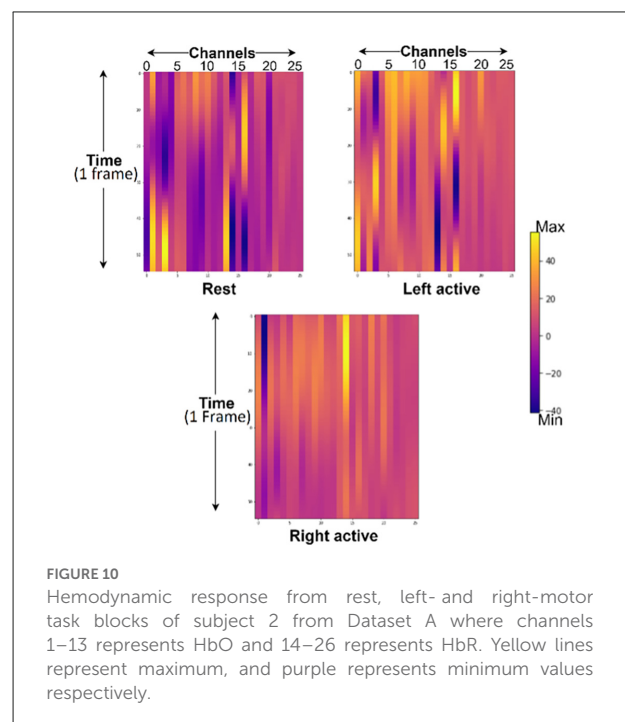 Channels
0 5 10 15 20 25
Channels
0 5 10 15 20 25
Time
(1 frame)
Rest
Left active
Max
40
20
0
−20
−40
Min
Time
(1 Frame)
Right active
FIGURE 10
Hemodynamic response from rest, left- and right-motor
task blocks of subject 2 from Dataset A where channels
1–13 represents HbO and 14–26 represents HbR. Yellow lines
represent maximum, and purple represents minimum values
respectively.